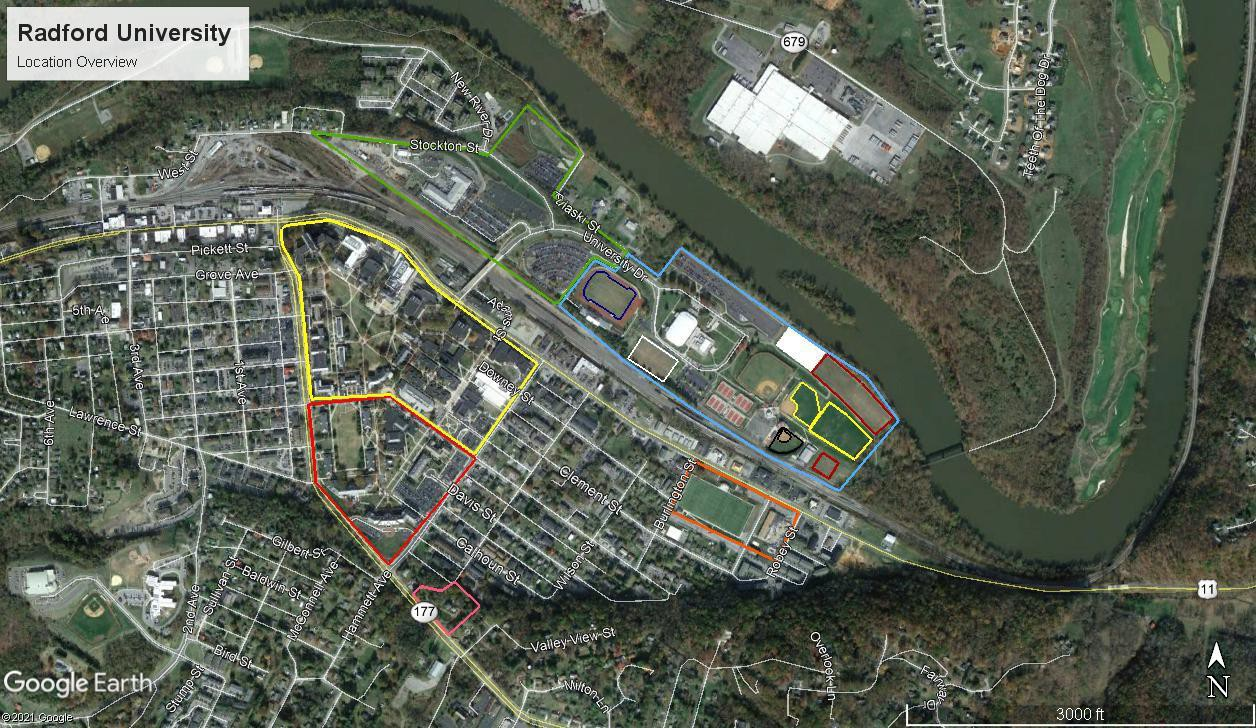 Radford University
Location Overview
679
New River Dr
Teeth Of The Dog Dr
Stockton St
West St
Pulaski St
University Dr
Pickett St
Grove Ave
5th A e
Adams St
3rd Ave
1st Ave
Downey St
6th Ave
Lawrence St
Clement St
Burlington St
Davis St
Roberts St
Gilbert St
Calhoun St
Wilson St
Baldwin St
Sullivan St
2nd Ave
McConnell Ave
Hammett Ave
11
177
Valley View St
Bird St
Overlook
Stump St
Milton Ln
N
Google Earth
©2021 Google
3000 ft